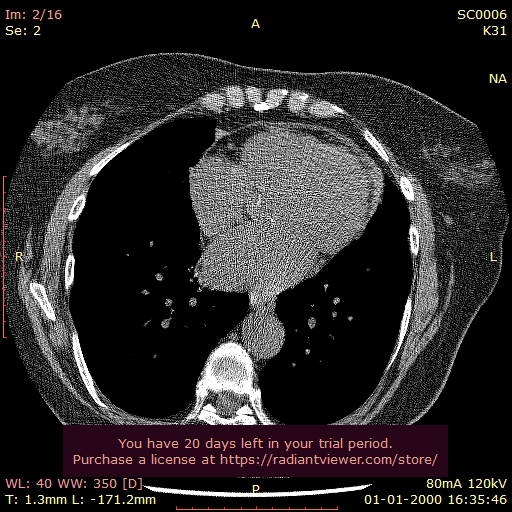 Im: 2/16
Se: 2
A
SC0006
K31
NA
R
L
You have 20 days left in your trial period.
Purchase a license at https://radiantviewer.com/store/
WL: 40 WW: 350 [D]
T: 1.3mm L: -171.2mm
P
80mA 120kV
01-01-2000 16:35:46